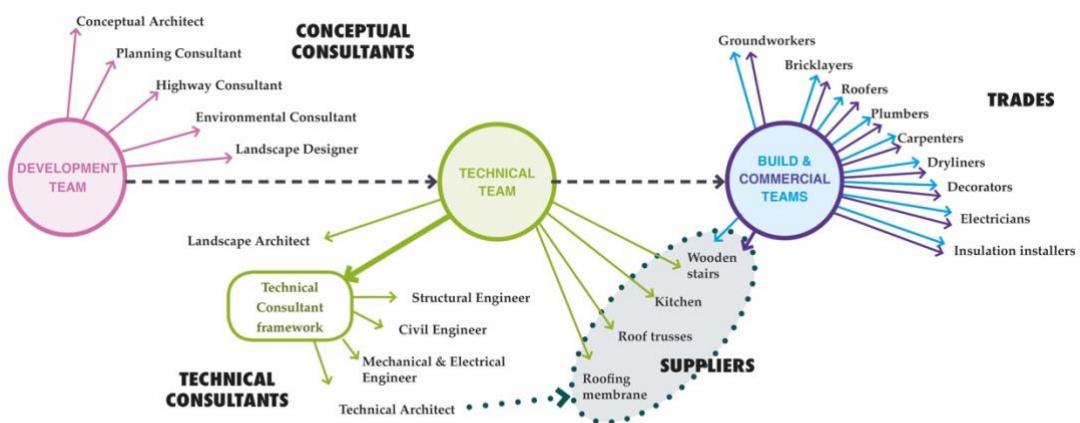 Conceptual Architect
Planning Consultant
Highway Consultant
Environmental Consultant
Landscape Designer
CONCEPTUAL
CONSULTANTS
DEVELOPMENT
TEAM
TECHNICAL
TEAM
Landscape Architect
Technical
Consultant
framework
Structural Engineer
Civil Engineer
Mechanical & Electrical
Engineer
Technical Architect
TECHNICAL
CONSULTANTS
Wooden
stairs
Kitchen
Roof trusses
Roofing
membrane
SUPPLIERS
BUILD &
COMMERCIAL
TEAMS
Groundworkers
Bricklayers
Roofers
Plumbers
Carpenters
Dryliners
Decorators
Electricians
Insulation installers
TRADES